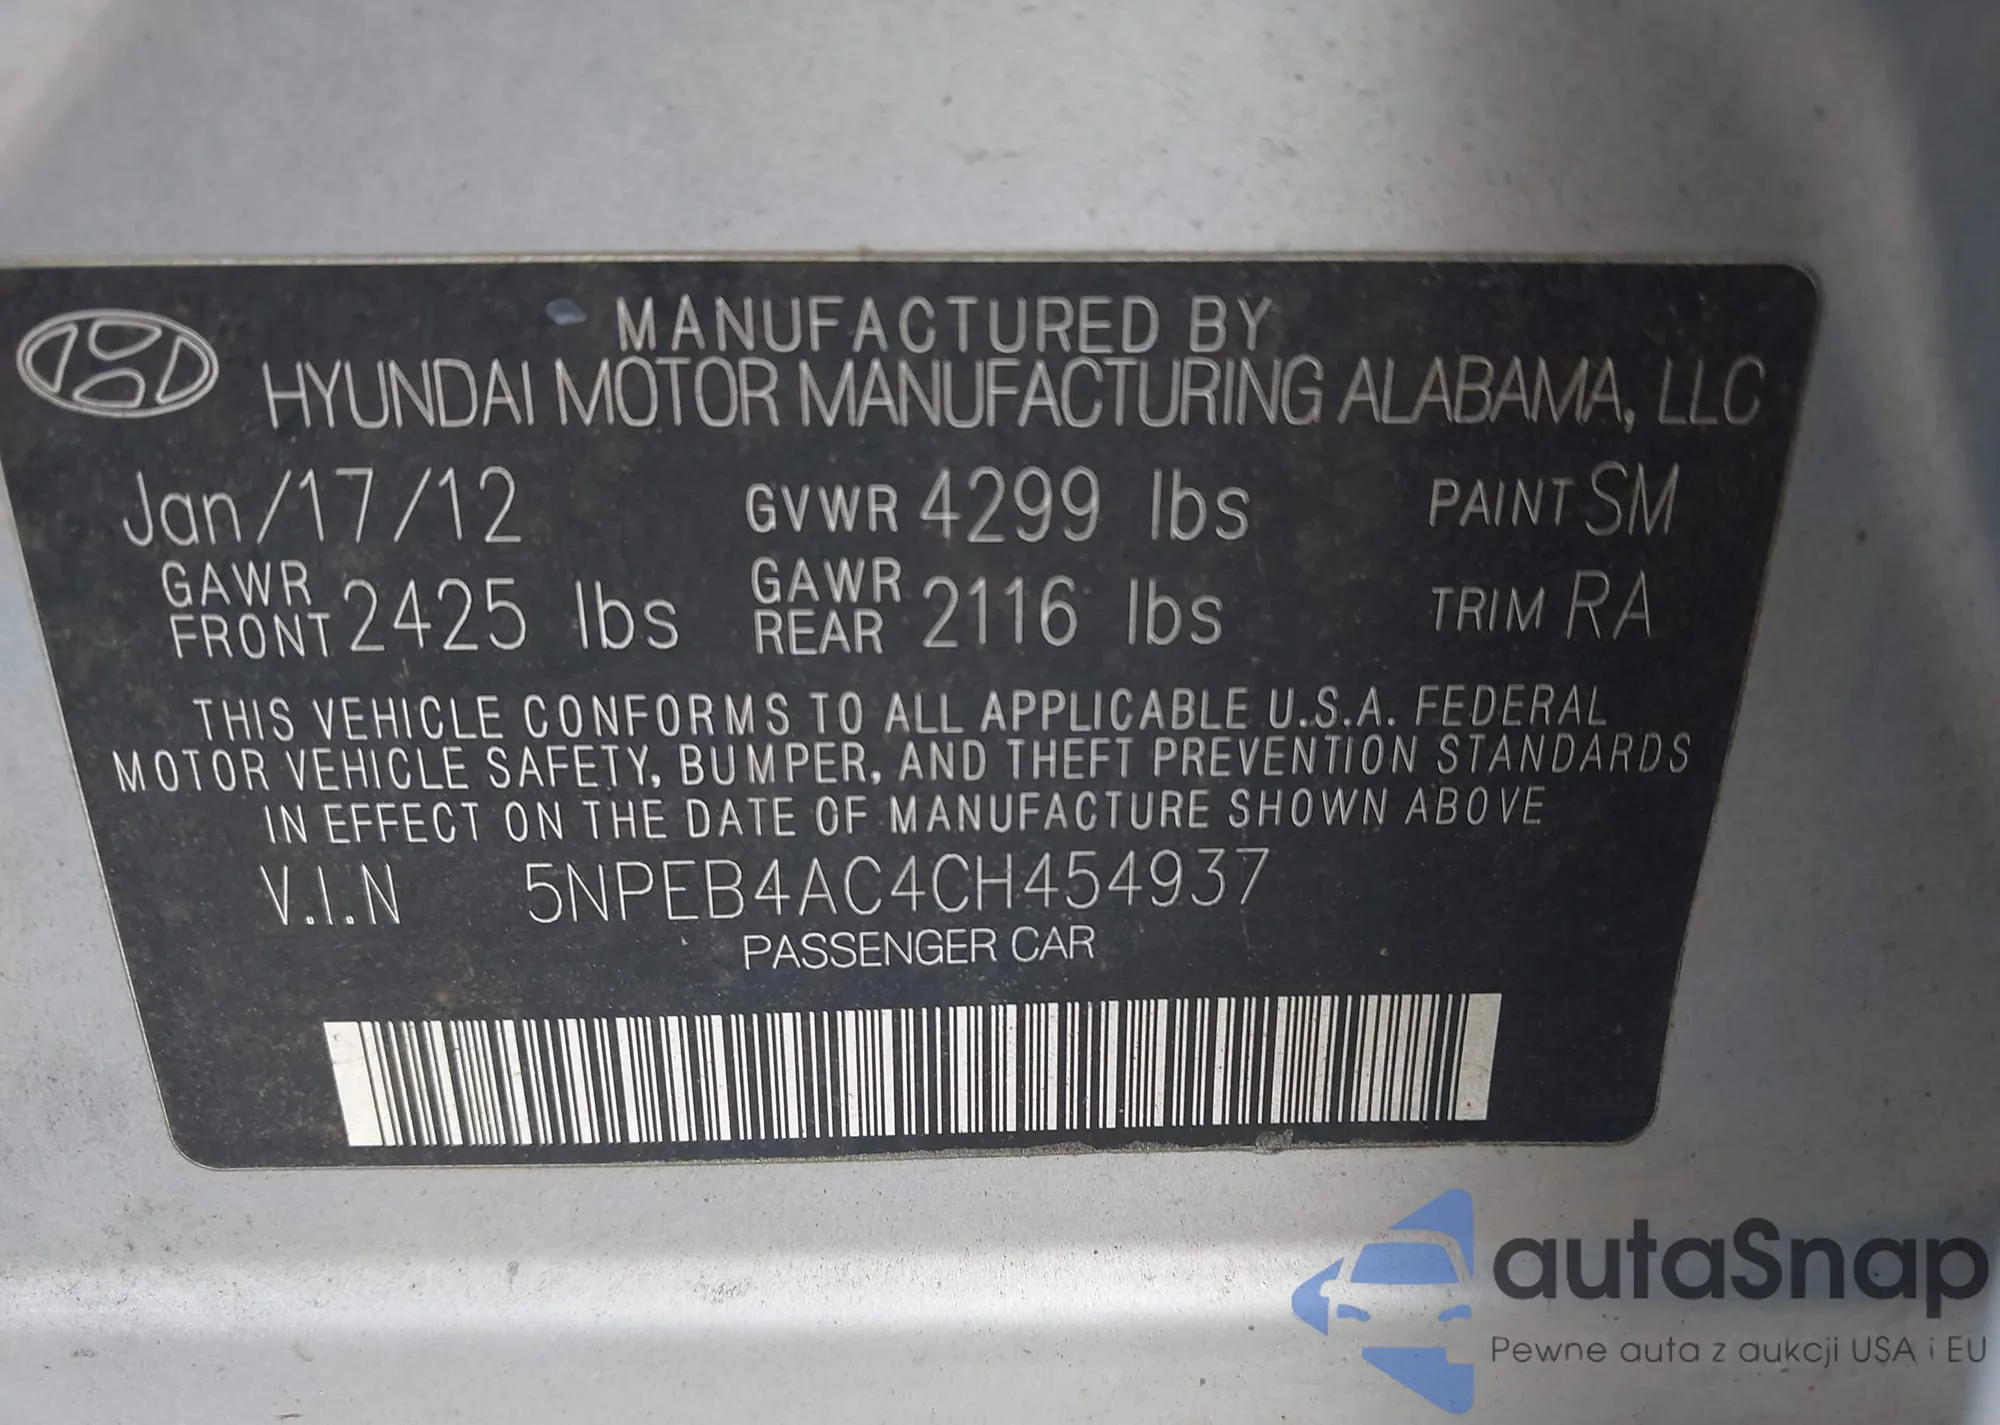 MANUFACTURED BY
HYUNDAI MOTOR MANUFACTURING ALABAMA, LLC
Jan/17/12 GVWR 4299 lbs PAINT SM
GAWR FRONT 2425 lbs GAWR REAR 2116 lbs TRIM RA
THIS VEHICLE CONFORMS TO ALL APPLICABLE U.S.A. FEDERAL
MOTOR VEHICLE SAFETY, BUMPER, AND THEFT PREVENTION STANDARDS
IN EFFECT ON THE DATE OF MANUFACTURE SHOWN ABOVE
V.I.N 5NPEB4AC4CH454937
PASSENGER CAR
autaSnap
Pewne auta z aukcji USA i EU